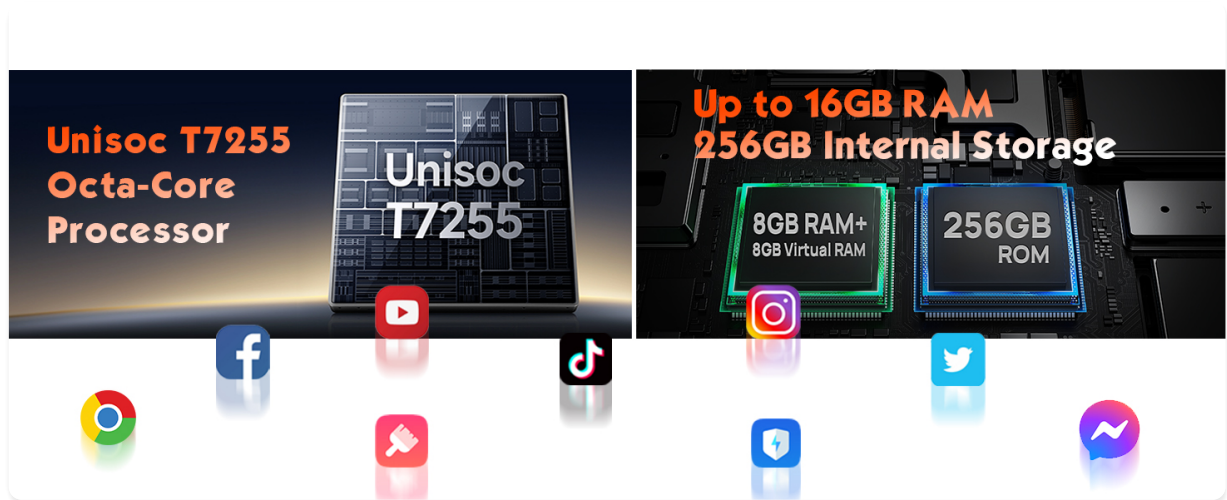 Unisoc T7255
Octa-Core
Processor
Unisoc
T7255
Up to 16GB RAM
256GB Internal Storage
8GB RAM+
8GB Virtual RAM
256GB
ROM